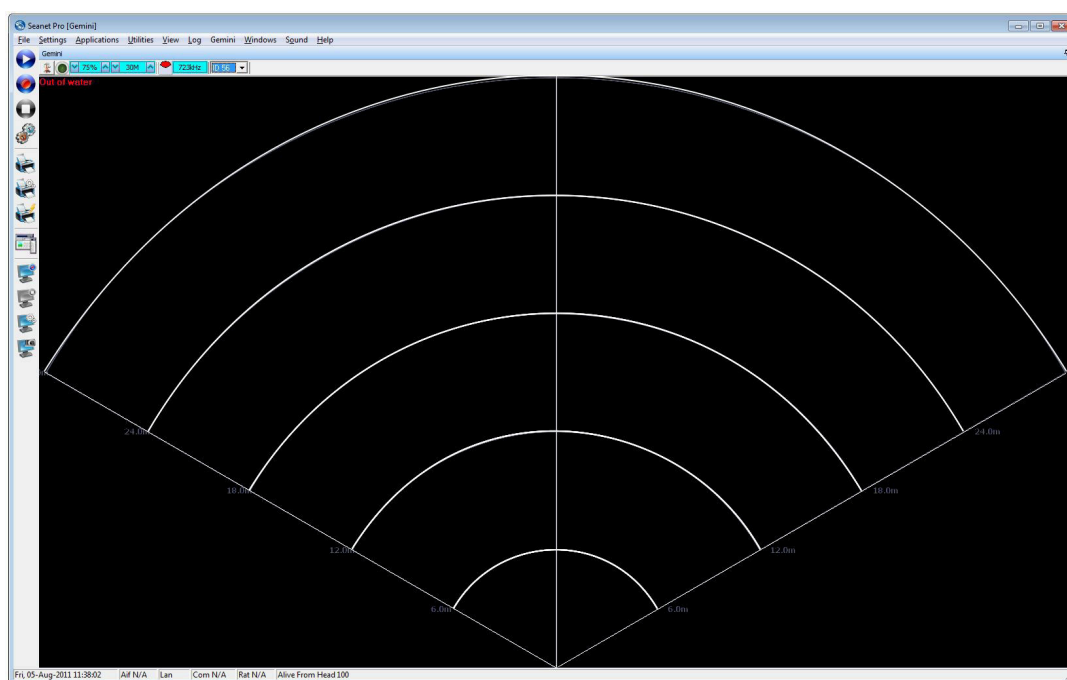 Seanet Pro [Gemini]
File Settings Applications Utilities View Log Gemini Windows Sound Help
Gemini
75% 30M 723kHz ID 56
Out of water
24.0m 24.0m
18.0m 18.0m
12.0m 12.0m
6.0m 6.0m
Fri, 05-Aug-2011 11:38:02 Aif N/A Lan Com N/A Rat N/A Alive From Head 100